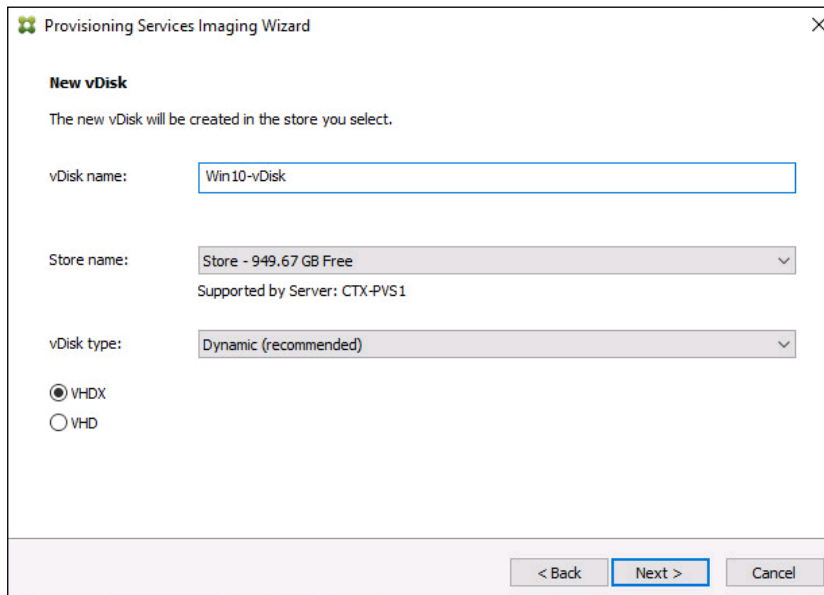 Provisioning Services Imaging Wizard
New vDisk
The new vDisk will be created in the store you select.
vDisk name: Win10-vDisk
Store name: Store - 949.67 GB Free
Supported by Server: CTX-PVS1
vDisk type: Dynamic (recommended)
VHDX
VHD
< Back Next > Cancel